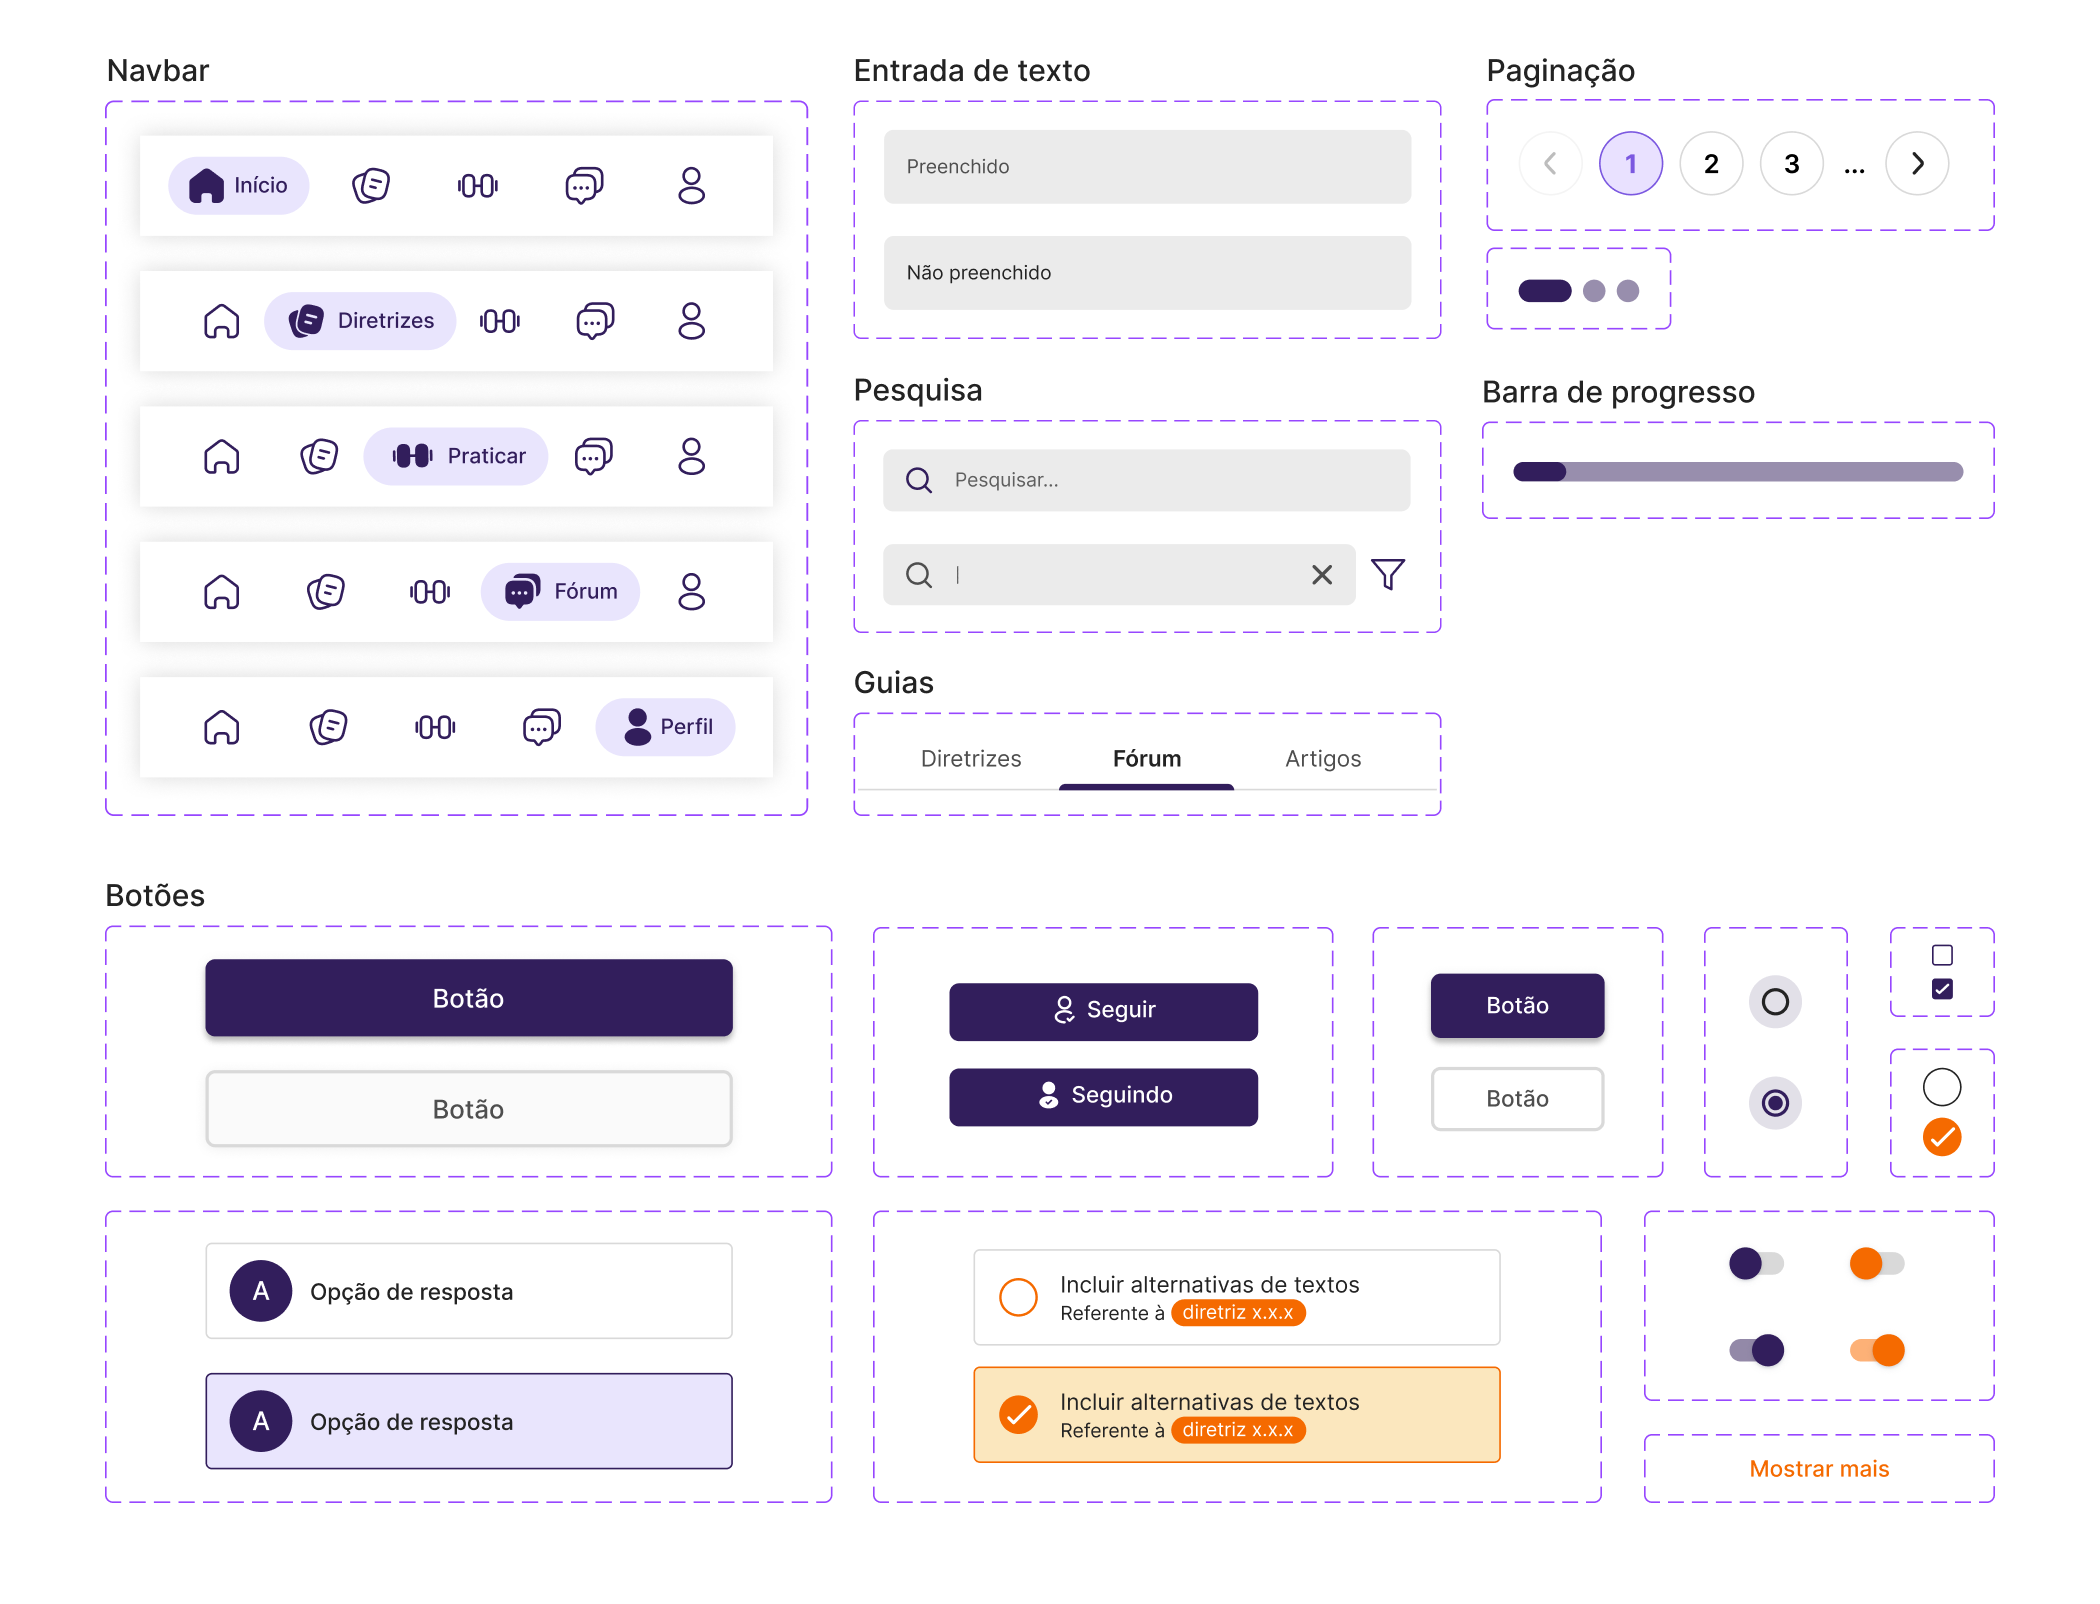 Navbar
Início
Diretrizes
Praticar
Fórum
Perfil
Entrada de texto
Preenchido
Não preenchido
Pesquisa
Pesquisar...
Guias
Diretrizes Fórum Artigos
Paginação
1 2 3 ...
Barra de progresso
Botões
Botão
Botão
Seguir
Seguindo
Botão
Botão
A Opção de resposta
A Opção de resposta
Incluir alternativas de textos
Referente à diretriz x.x.x
Incluir alternativas de textos
Referente à diretriz x.x.x
Mostrar mais